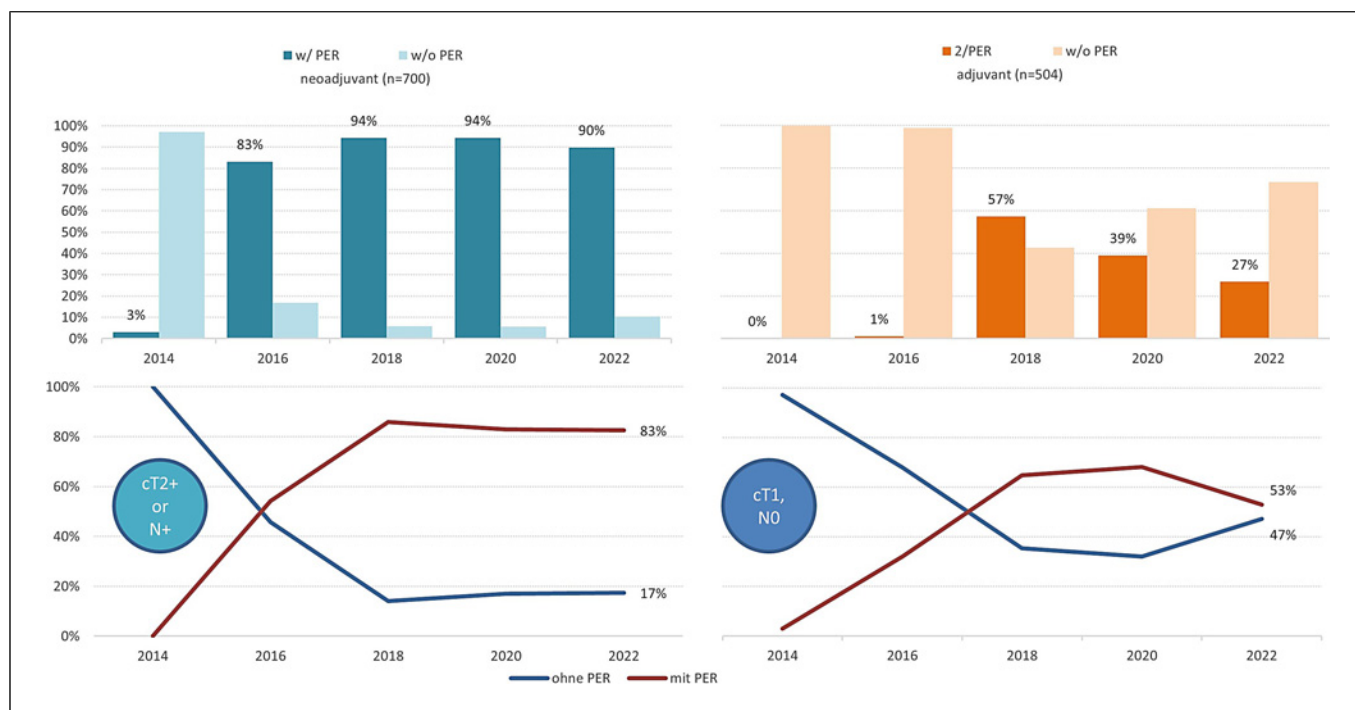 w/ PER w/o PER
neoadjuvant (n=700)
2/PER w/o PER
adjuvant (n=504)
100%
90%
80%
70%
60%
50%
40%
30%
20%
10%
0%
3%
83%
94%
94%
90%
2014 2016 2018 2020 2022
0%
1%
57%
39%
27%
2014 2016 2018 2020 2022
100%
80%
60%
40%
20%
0%
cT2+
or
N+
83%
17%
2014 2016 2018 2020 2022
cT1,
N0
53%
47%
2014 2016 2018 2020 2022
ohne PER mit PER